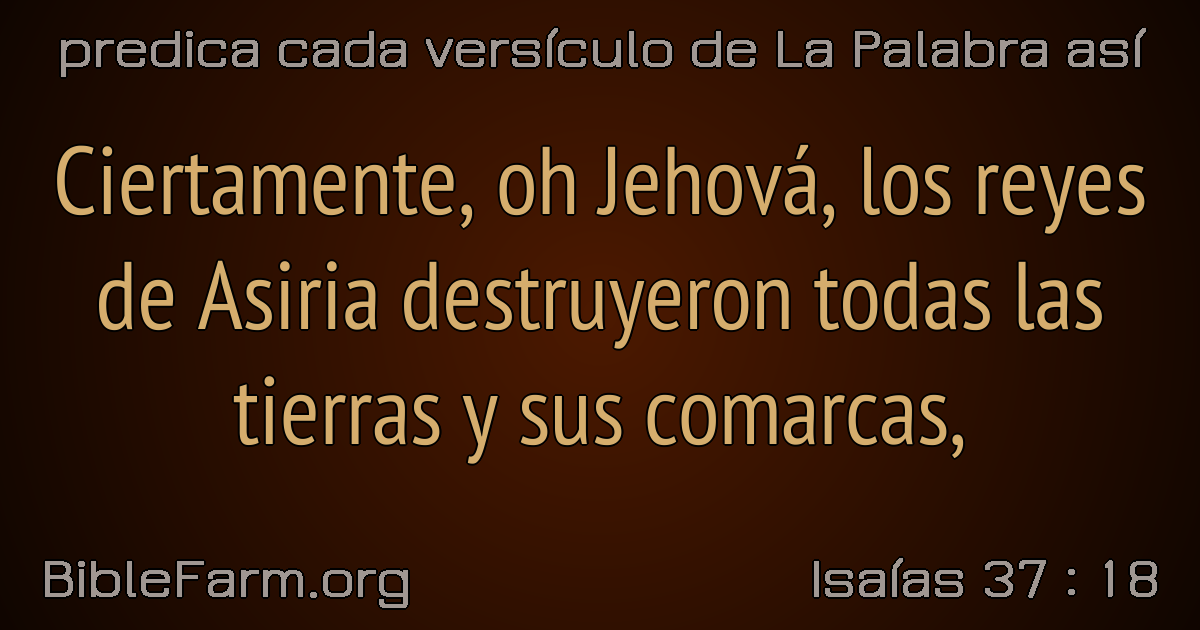 predica cada versículo de La Palabra así
Ciertamente, oh Jehová, los reyes
de Asiria destruyeron todas las
tierras y sus comarcas,
BibleFarm.org
Isaías 37 : 18